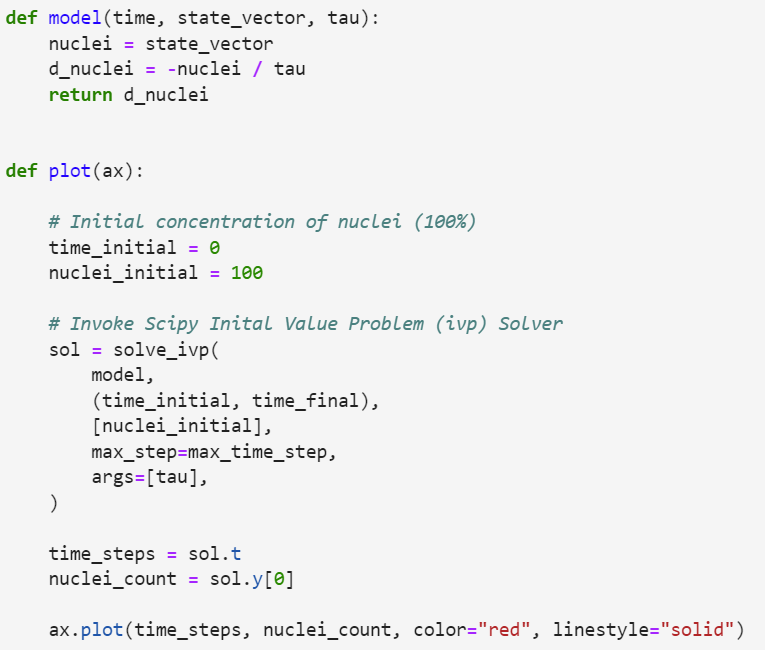 def model(time, state_vector, tau):
    nuclei = state_vector
    d_nuclei = -nuclei / tau
    return d_nuclei
def plot(ax):
    # Initial concentration of nuclei (100%)
    time_initial = 0
    nuclei_initial = 100
    # Invoke Scipy Inital Value Problem (ivp) Solver
    sol = solve_ivp(
        model,
        (time_initial, time_final),
        [nuclei_initial],
        max_step=max_time_step,
        args=[tau],
    )
    time_steps = sol.t
    nuclei_count = sol.y[0]
    ax.plot(time_steps, nuclei_count, color="red", linestyle="solid")